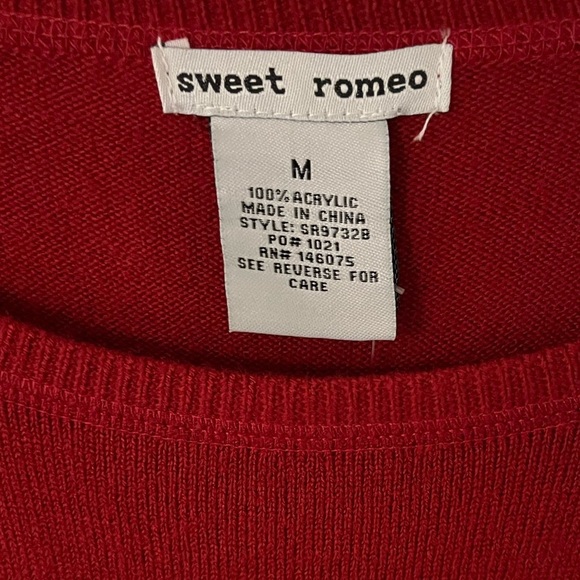 sweet romeo
M
100% ACRYLIC
MADE IN CHINA
STYLE: SR9732B
PO# 1021
RN# 146075
SEE REVERSE FOR
CARE